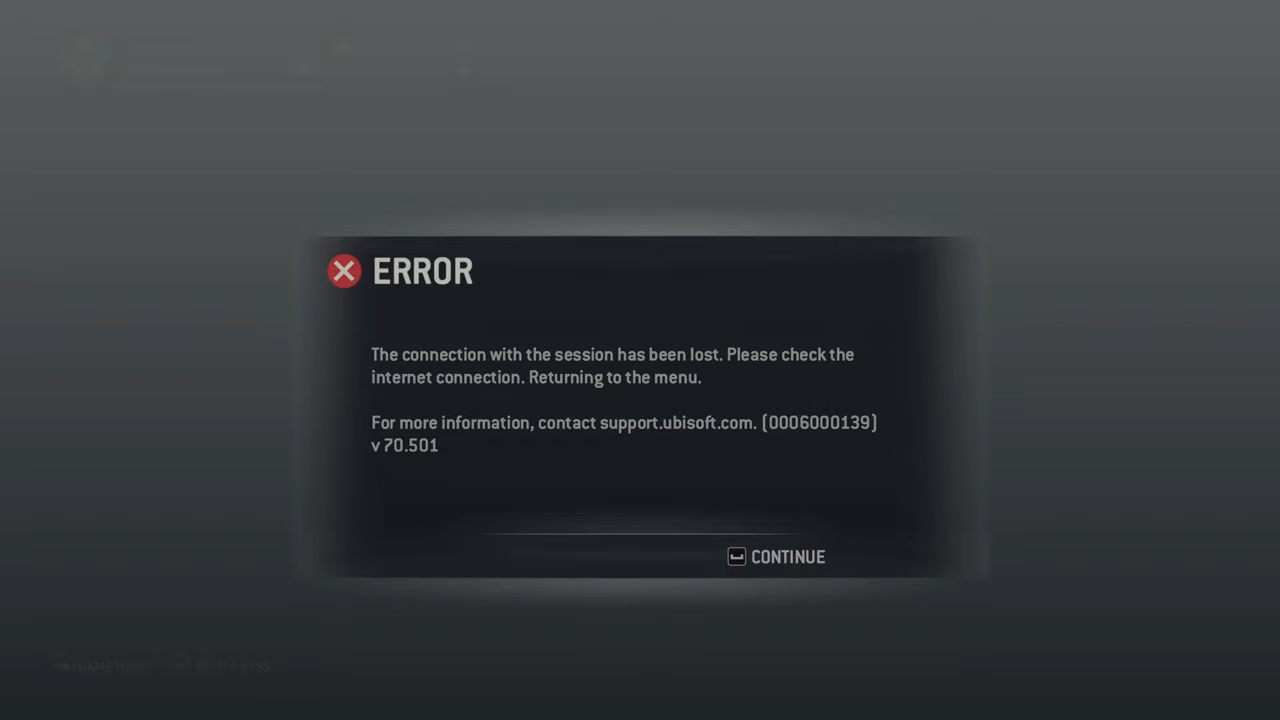 ERROR
The connection with the session has been lost. Please check the
internet connection. Returning to the menu.
For more information, contact support.ubisoft.com. (0006000139)
v 70.501
CONTINUE